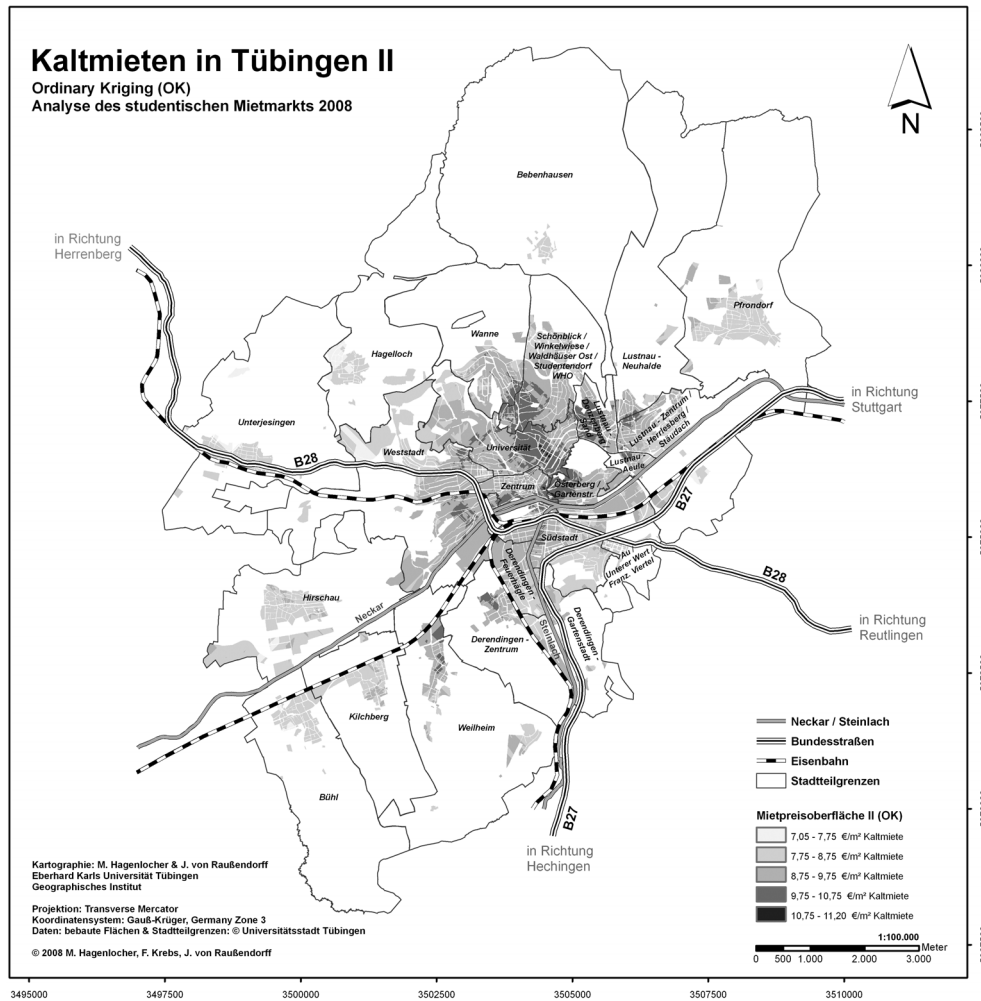 Kaltmieten in Tübingen II
Ordinary Kriging (OK)
Analyse des studentischen Mietmarkts 2008
N
Bebenhausen
in Richtung
Herrenberg
Pfrondorf
Wanne
Schönblick /
Winkelwiese /
Waldhäuser Ost /
Studentendorf
WHO
Hagelloch
Lustnau -
Neuhalde
in Richtung
Stuttgart
Lustnau - Zentrum /
Herrlesberg /
Stäudach
Unterjesingen
Universität
Weststadt
B28
Lustnau -
Aeule
Zentrum
Österberg /
Gartenstr.
B27
Südstadt
Au
Unterer Wert
Franz. Viertel
B28
Derendingen -
Feuerhägle
Hirschau
Neckar
in Richtung
Reutlingen
Derendingen -
Gartenstadt
Steinlach
Derendingen -
Zentrum
Kilchberg
Weilheim
Bühl
B27
in Richtung
Hechingen
Neckar / Steinlach
Bundesstraßen
Eisenbahn
Stadtteilgrenzen
Mietpreisoberfläche II (OK)
7,05 - 7,75 €/m² Kaltmiete
7,75 - 8,75 €/m² Kaltmiete
8,75 - 9,75 €/m² Kaltmiete
9,75 - 10,75 €/m² Kaltmiete
10,75 - 11,20 €/m² Kaltmiete
1:100.000
Meter
0 500 1.000 2.000 3.000
Kartographie: M. Hagenlocher & J. von Raußendorff
Eberhard Karls Universität Tübingen
Geographisches Institut
Projektion: Transverse Mercator
Koordinatensystem: Gauß-Krüger, Germany Zone 3
Daten: bebaute Flächen & Stadtteilgrenzen: © Universitätsstadt Tübingen
© 2008 M. Hagenlocher, F. Krebs, J. von Raußendorff
3495000 3497500 3500000 3502500 3505000 3507500 3510000